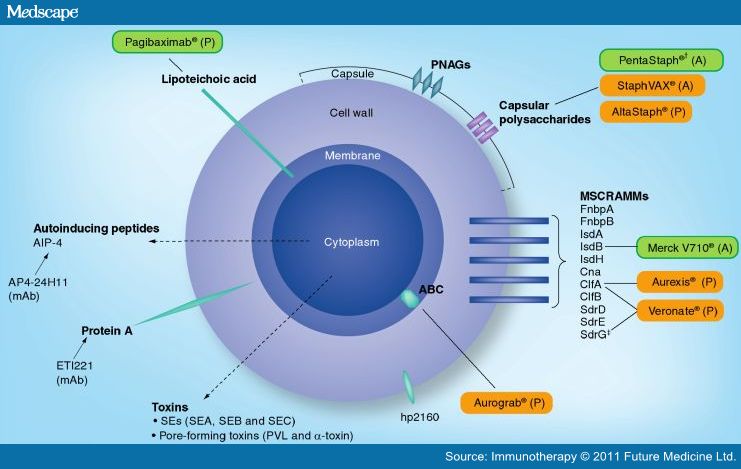 Medscape
Pagibaximab® (P)
Lipoteichoic acid
Capsule
PNAGs
Capsular
polysaccharides
PentaStaph®‡ (A)
StaphVAX® (A)
AltaStaph® (P)
Cell wall
Membrane
Cytoplasm
ABC
Autoinducing peptides
AIP-4
AP4-24H11
(mAb)
Protein A
ETI221
(mAb)
Toxins
• SEs (SEA, SEB and SEC)
• Pore-forming toxins (PVL and α-toxin)
hp2160
Aurograb® (P)
MSCRAMMs
FnbpA
FnbpB
IsdA
IsdB
IsdH
Cna
ClfA
ClfB
SdrD
SdrE
SdrG‡
Merck V710® (A)
Aurexis® (P)
Veronate® (P)
Source: Immunotherapy © 2011 Future Medicine Ltd.